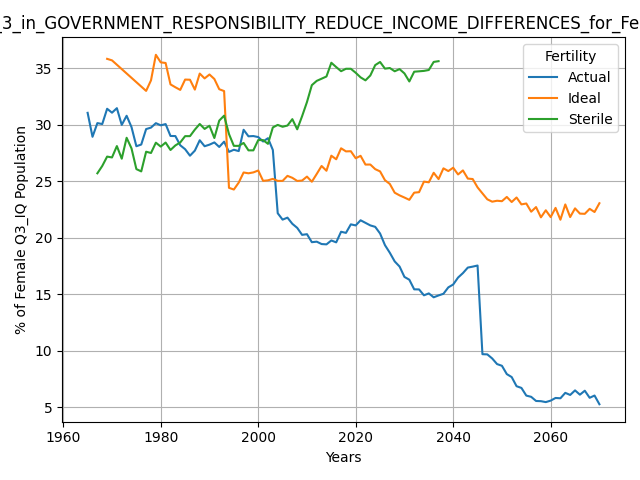 _3_in_GOVERNMENT_RESPONSIBILITY_REDUCE_INCOME_DIFFERENCES_for_Fe
Fertility
Actual
Ideal
Sterile
% of Female Q3_IQ Population
35
30
25
20
15
10
5
1960 1980 2000 2020 2040 2060
Years